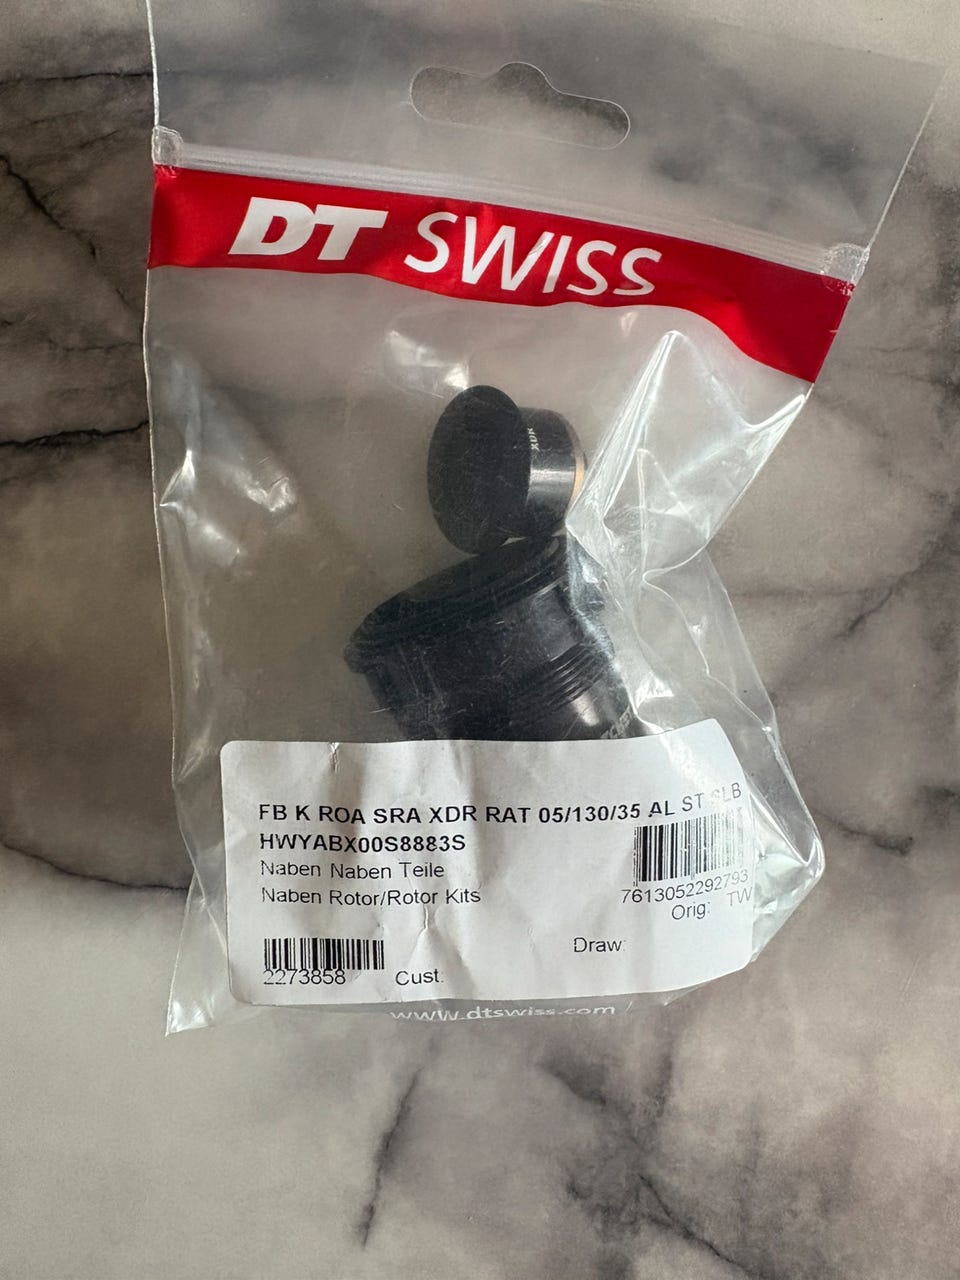 DT SWISS
XDR
FB K ROA SRA XDR RAT 05/130/35 AL ST SLB
HWYABX00S8883S
Naben Naben Teile
Naben Rotor/Rotor Kits
7613052292793
Orig: TW
Draw:
2273858
Cust.
www.dtswiss.com